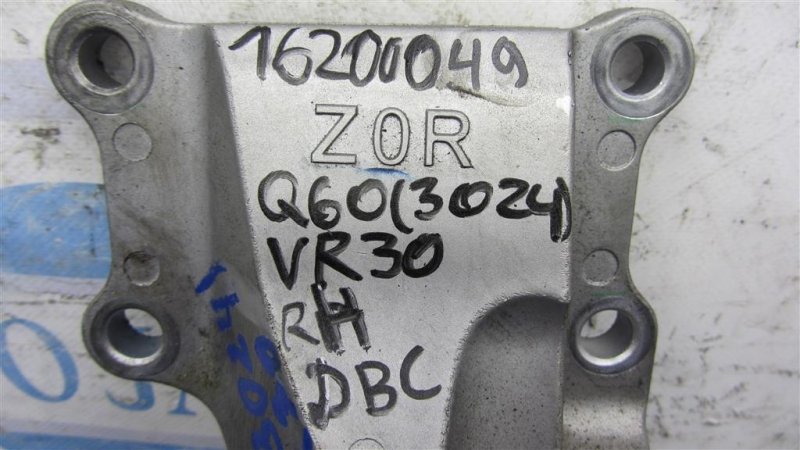 16200049
Z0R
Q60(3024)
VR30
RH
DBC